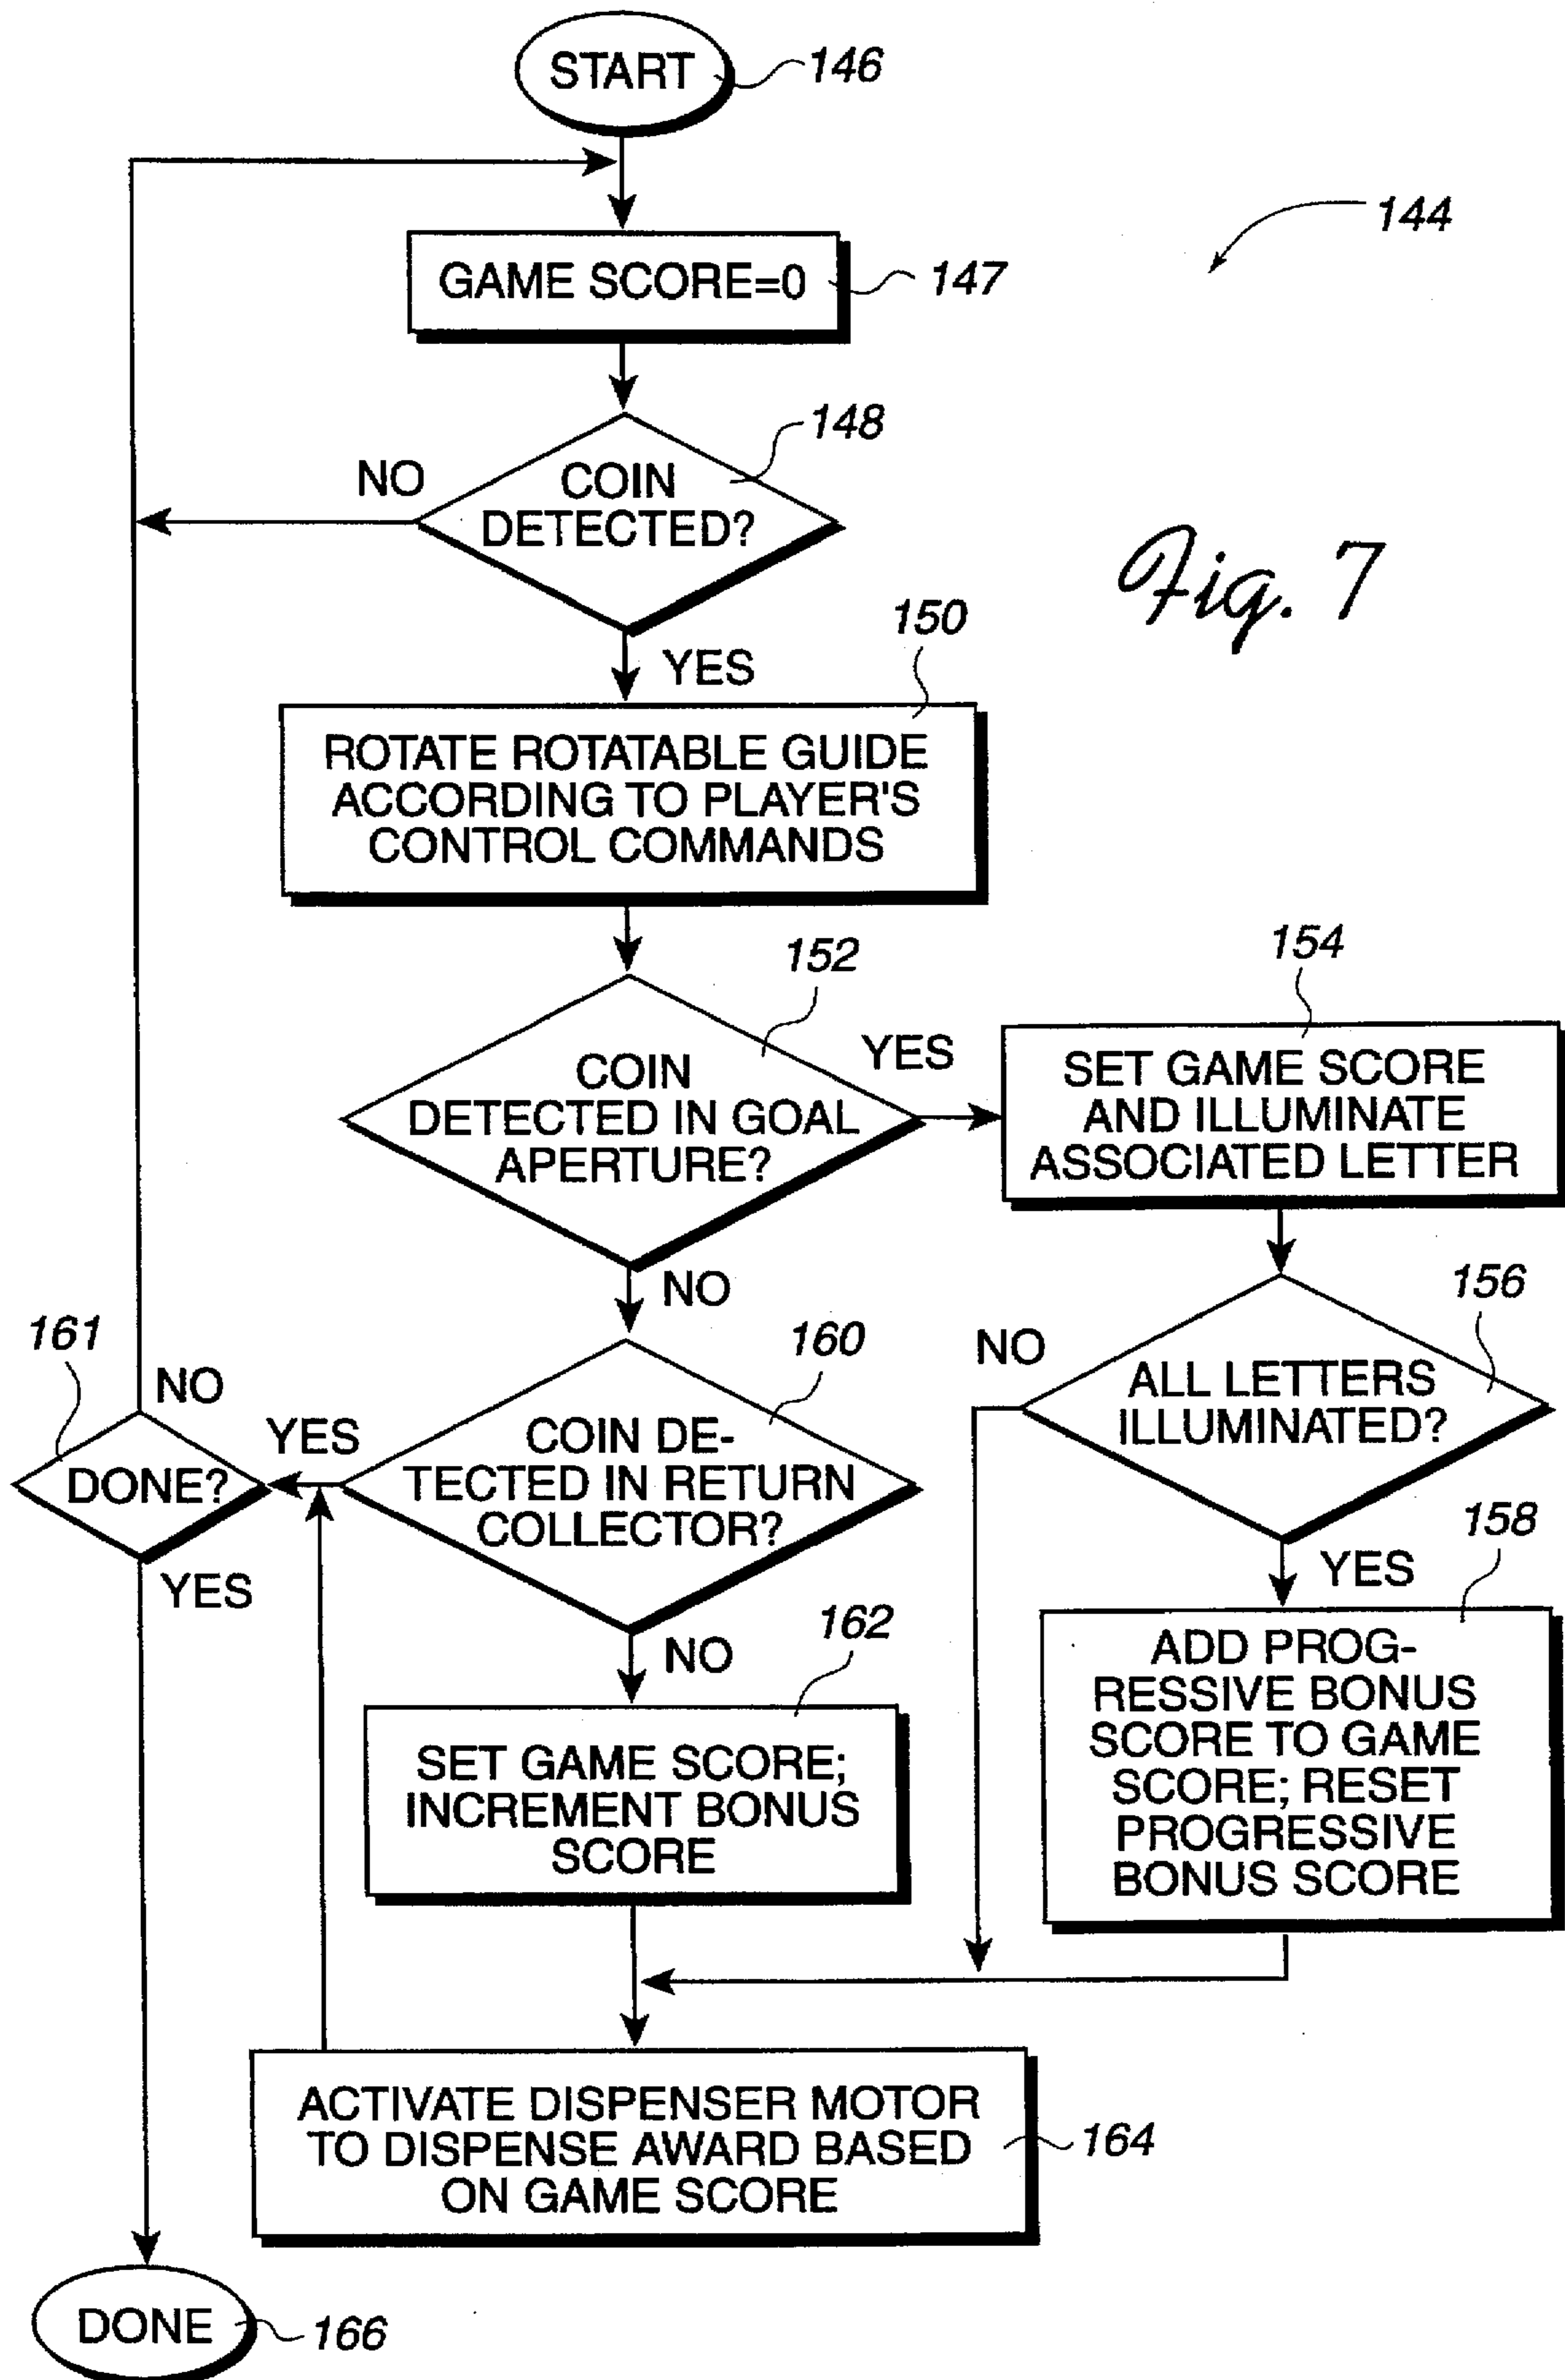 START
146
144
GAME SCORE=0
147
148
NO
COIN
DETECTED?
Fig. 7
YES
150
ROTATE ROTATABLE GUIDE
ACCORDING TO PLAYER'S
CONTROL COMMANDS
152
COIN
DETECTED IN GOAL
APERTURE?
YES
154
SET GAME SCORE
AND ILLUMINATE
ASSOCIATED LETTER
NO
156
NO
ALL LETTERS
ILLUMINATED?
YES
161
NO
DONE?
YES
160
YES
COIN DE-
TECTED IN RETURN
COLLECTOR?
NO
158
ADD PROG-
RESSIVE BONUS
SCORE TO GAME
SCORE; RESET
PROGRESSIVE
BONUS SCORE
162
SET GAME SCORE;
INCREMENT BONUS
SCORE
ACTIVATE DISPENSER MOTOR
TO DISPENSE AWARD BASED
ON GAME SCORE
164
DONE
166